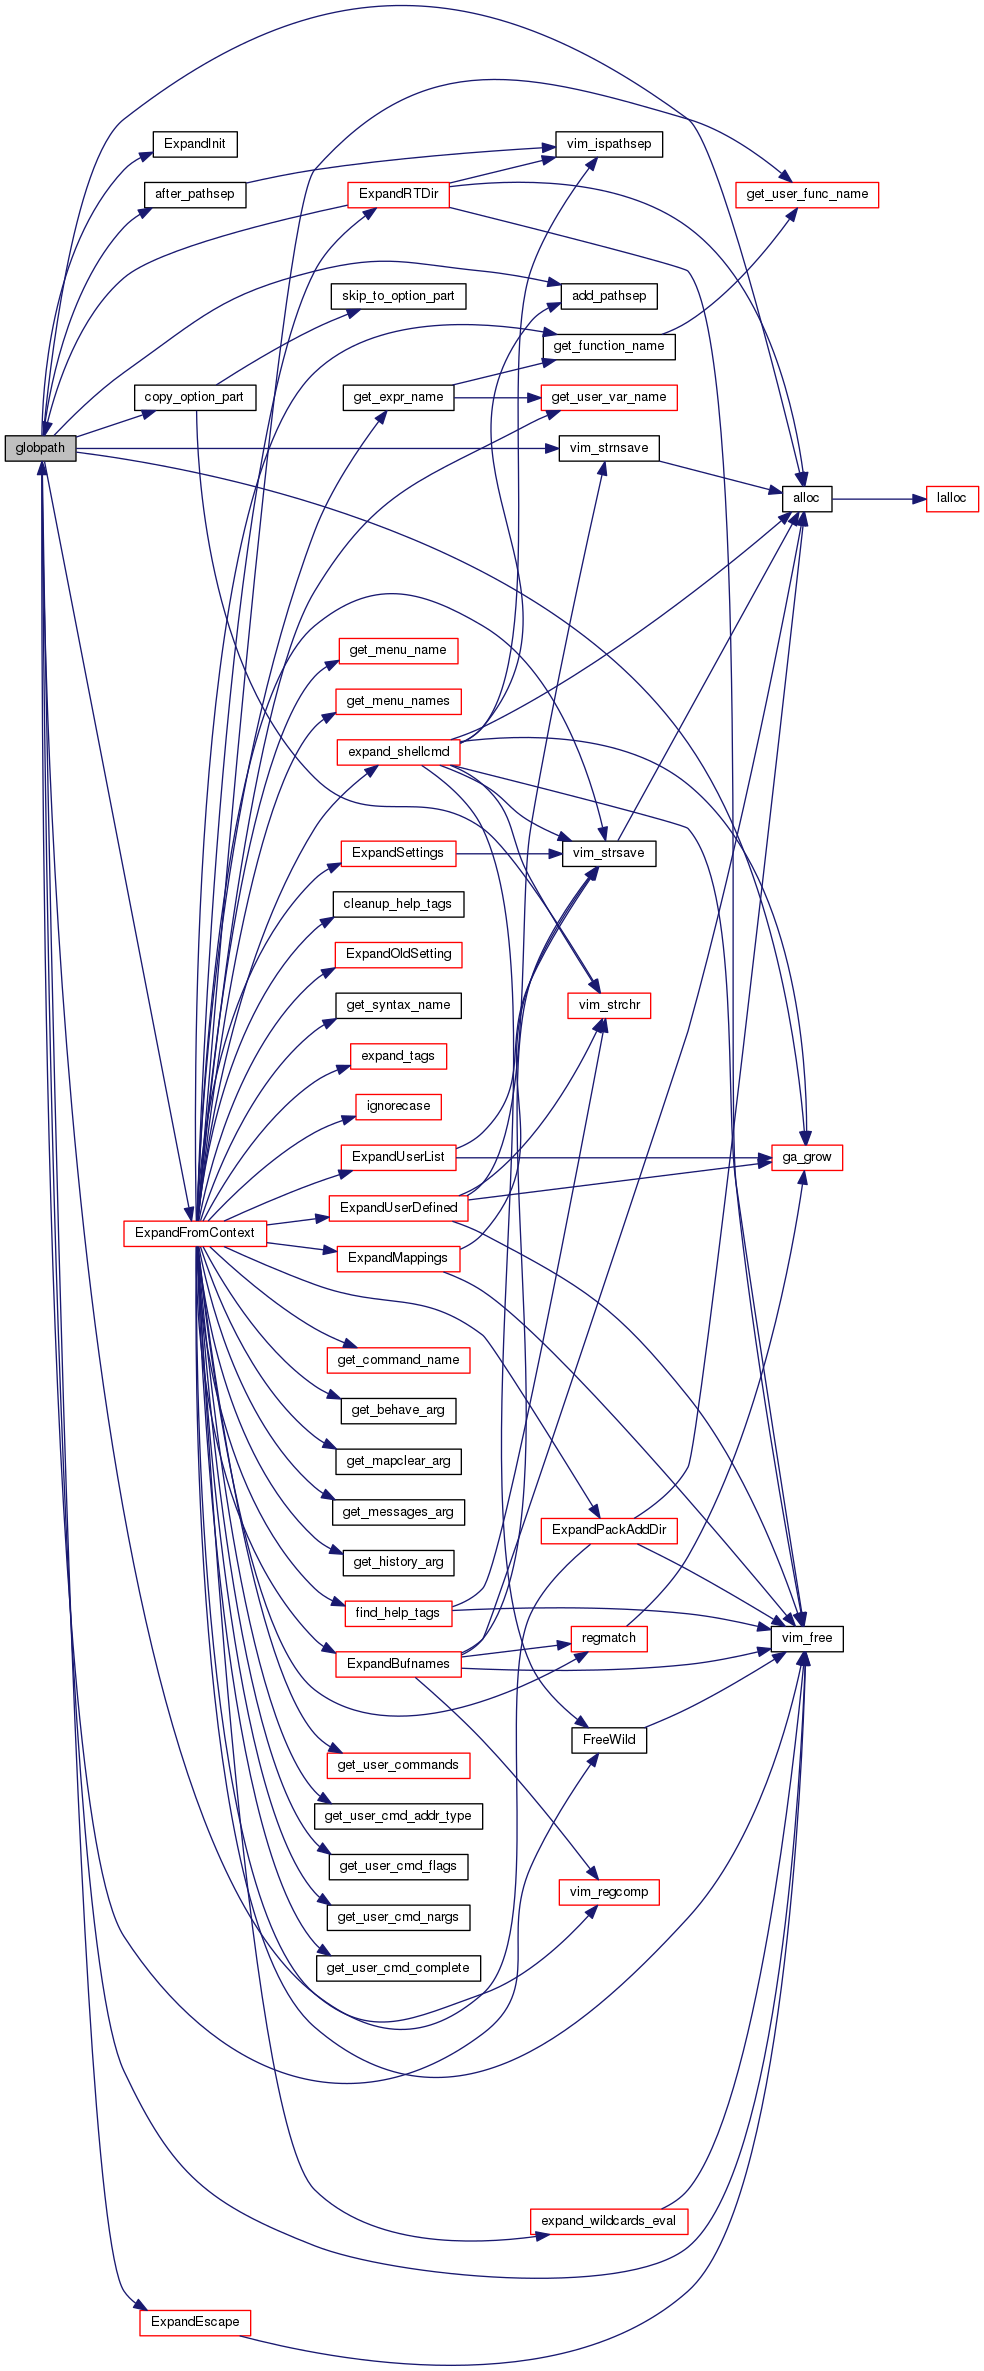 ExpandInit
vim_ispathsep
after_pathsep
ExpandRTDir
get_user_func_name
skip_to_option_part
add_pathsep
get_function_name
copy_option_part
get_expr_name
get_user_var_name
globpath
vim_strnsave
alloc
lalloc
get_menu_name
get_menu_names
expand_shellcmd
ExpandSettings
vim_strsave
cleanup_help_tags
ExpandOldSetting
get_syntax_name
vim_strchr
expand_tags
ignorecase
ExpandUserList
ga_grow
ExpandUserDefined
ExpandFromContext
ExpandMappings
get_command_name
get_behave_arg
get_mapclear_arg
get_messages_arg
ExpandPackAddDir
get_history_arg
find_help_tags
regmatch
vim_free
ExpandBufnames
FreeWild
get_user_commands
get_user_cmd_addr_type
get_user_cmd_flags
vim_regcomp
get_user_cmd_nargs
get_user_cmd_complete
expand_wildcards_eval
ExpandEscape